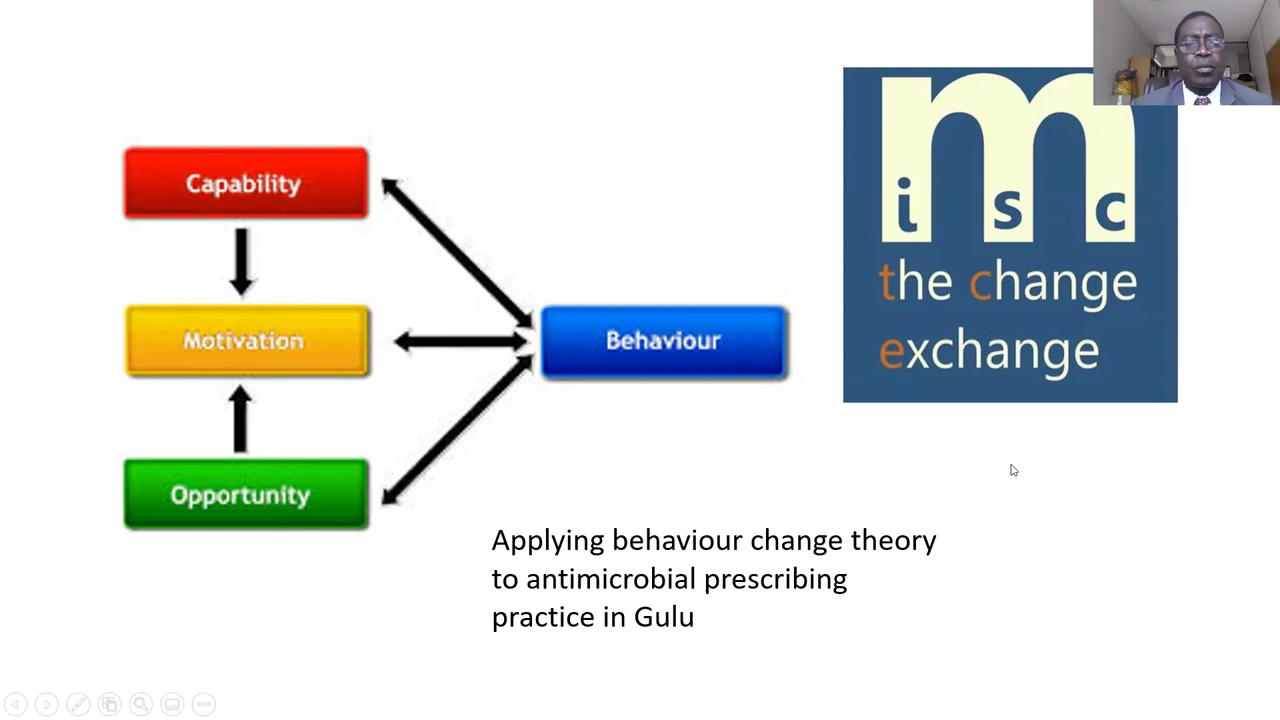 Capability
Motivation
Opportunity
Behaviour
m
i s c
the change
exchange
Applying behaviour change theory
to antimicrobial prescribing
practice in Gulu